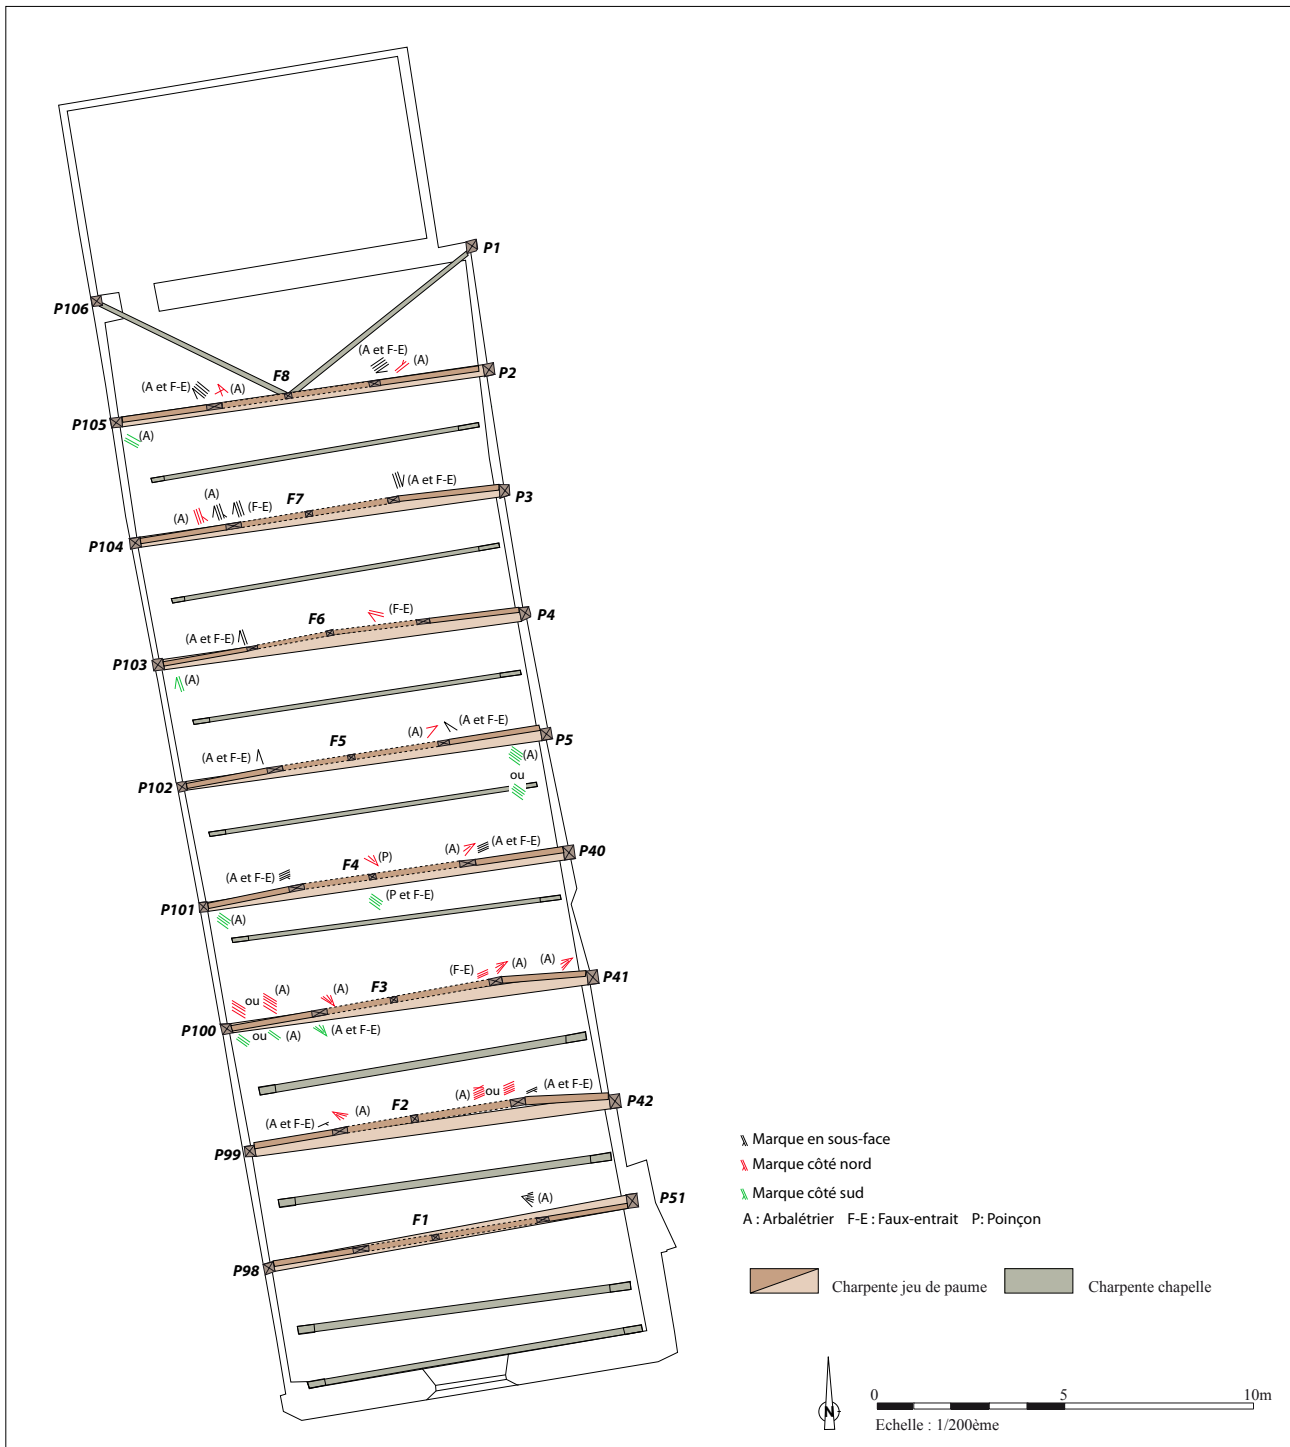 P1
P106
(A et F-E)
(A)
F8
P2
(A et F-E)
(A)
P105
(A)
(A et F-E)
F7
(A)
(A)
(F-E)
P3
P104
(F-E)
F6
P4
(A et F-E)
P103
(A)
(A)
(A et F-E)
F5
P5
(A et F-E)
(A)
ou
P102
(A)
(A et F-E)
P40
F4
(P)
(A et F-E)
(P et F-E)
P101
(A)
(F-E)
(A)
(A)
P41
ou
(A)
(A)
F3
P100
ou
(A)
(A et F-E)
(A)
ou
(A et F-E)
F2
P42
(A et F-E)
(A)
P99
(A)
P51
F1
P98
Marque en sous-face
Marque côté nord
Marque côté sud
A : Arbalétrier F-E : Faux-entrait P: Poinçon
Charpente jeu de paume
Charpente chapelle
N
0 5 10m
Echelle : 1/200ème